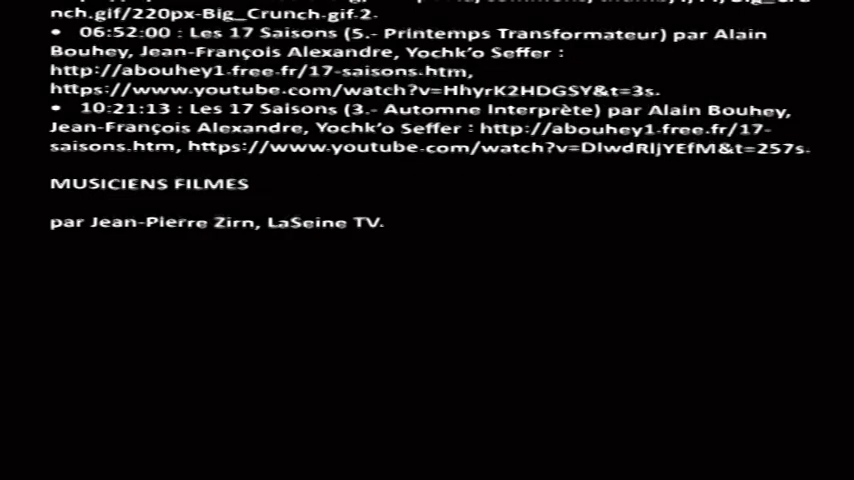 nch.gif/220px-Big_Crunch.gif-2.
• 06:52:00 : Les 17 Saisons (5.- Printemps Transformateur) par Alain
Bouhey, Jean-François Alexandre, Yochk'o Seffer :
http://abouhey1.free.fr/17-saisons.htm,
https://www.youtube.com/watch?v=HhyrK2HDGSY&t=3s.
• 10:21:13 : Les 17 Saisons (3.- Automne Interprète) par Alain Bouhey,
Jean-François Alexandre, Yochk'o Seffer : http://abouhey1.free.fr/17-
saisons.htm, https://www.youtube.com/watch?v=DlwdRljYEfM&t=257s.
MUSICIENS FILMES
par Jean-Pierre Zirn, LaSeine TV.